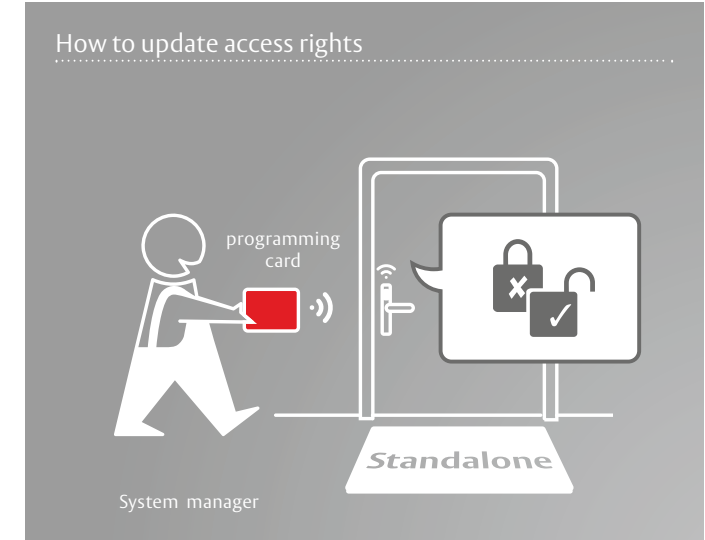 How to update access rights
programming
card
Standalone
System manager